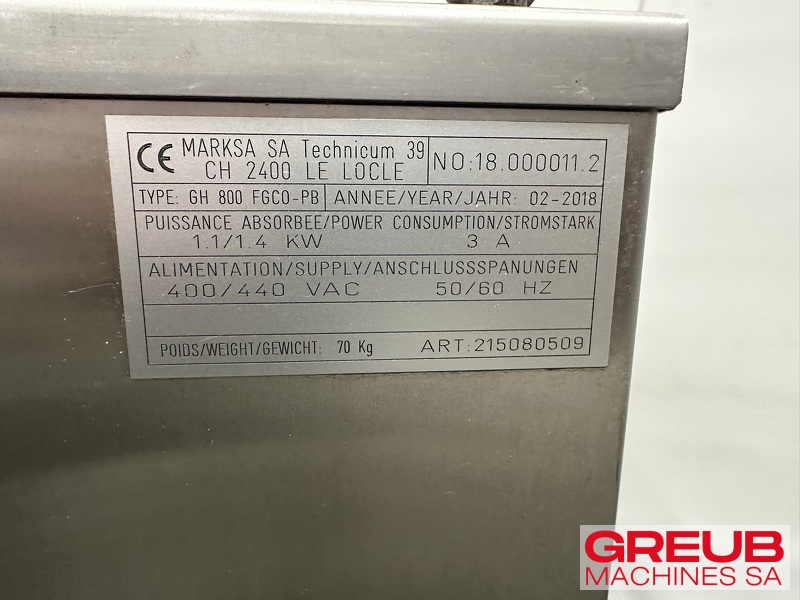 CE MARKSA SA Technicum 39
CH 2400 LE LOCLE
NO:18.000011.2
TYPE: GH 800 FGCO-PB
ANNEE/YEAR/JAHR: 02-2018
PUISSANCE ABSORBEE/POWER CONSUMPTION/STROMSTARK
1.1/1.4 KW 3 A
ALIMENTATION/SUPPLY/ANSCHLUSSSPANUNGEN
400/440 VAC 50/60 HZ
POIDS/WEIGHT/GEWICHT: 70 Kg
ART:215080509
GREUB
MACHINES SA